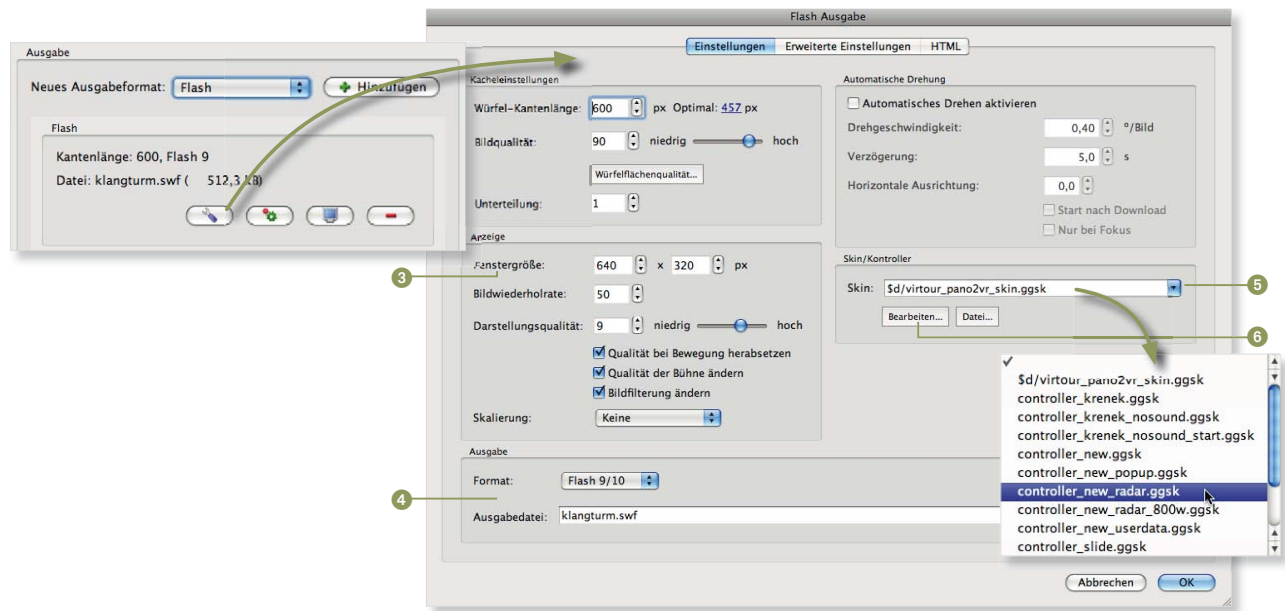 Ausgabe
Neues Ausgabeformat: Flash Hinzufügen
Flash
Kantenlänge: 600, Flash 9
Datei: klangturm.swf ( 512,3 kB)
Flash Ausgabe
Einstellungen Erweiterte Einstellungen HTML
Kacheleinstellungen
Würfel-Kantenlänge: 600 px Optimal: 457 px
Bildqualität: 90 niedrig hoch
Würfelflächenqualität...
Unterteilung: 1
Anzeige
3
Fenstergröße: 640 x 320 px
Bildwiederholrate: 50
Darstellungsqualität: 9 niedrig hoch
Qualität bei Bewegung herabsetzen
Qualität der Bühne ändern
Bildfilterung ändern
Skalierung: Keine
Automatische Drehung
Automatisches Drehen aktivieren
Drehgeschwindigkeit: 0,40 °/Bild
Verzögerung: 5,0 s
Horizontale Ausrichtung: 0,0
Start nach Download
Nur bei Fokus
Skin/Kontroller
Skin: $d/virtour_pano2vr_skin.ggsk
5
Bearbeiten... Datei...
6
$d/virtour_pano2vr_skin.ggsk
controller_krenek.ggsk
controller_krenek_nosound.ggsk
controller_krenek_nosound_start.ggsk
controller_new.ggsk
controller_new_popup.ggsk
controller_new_radar.ggsk
controller_new_radar_800w.ggsk
controller_new_userdata.ggsk
controller_slide.ggsk
Ausgabe
4
Format: Flash 9/10
Ausgabedatei: klangturm.swf
Abbrechen OK